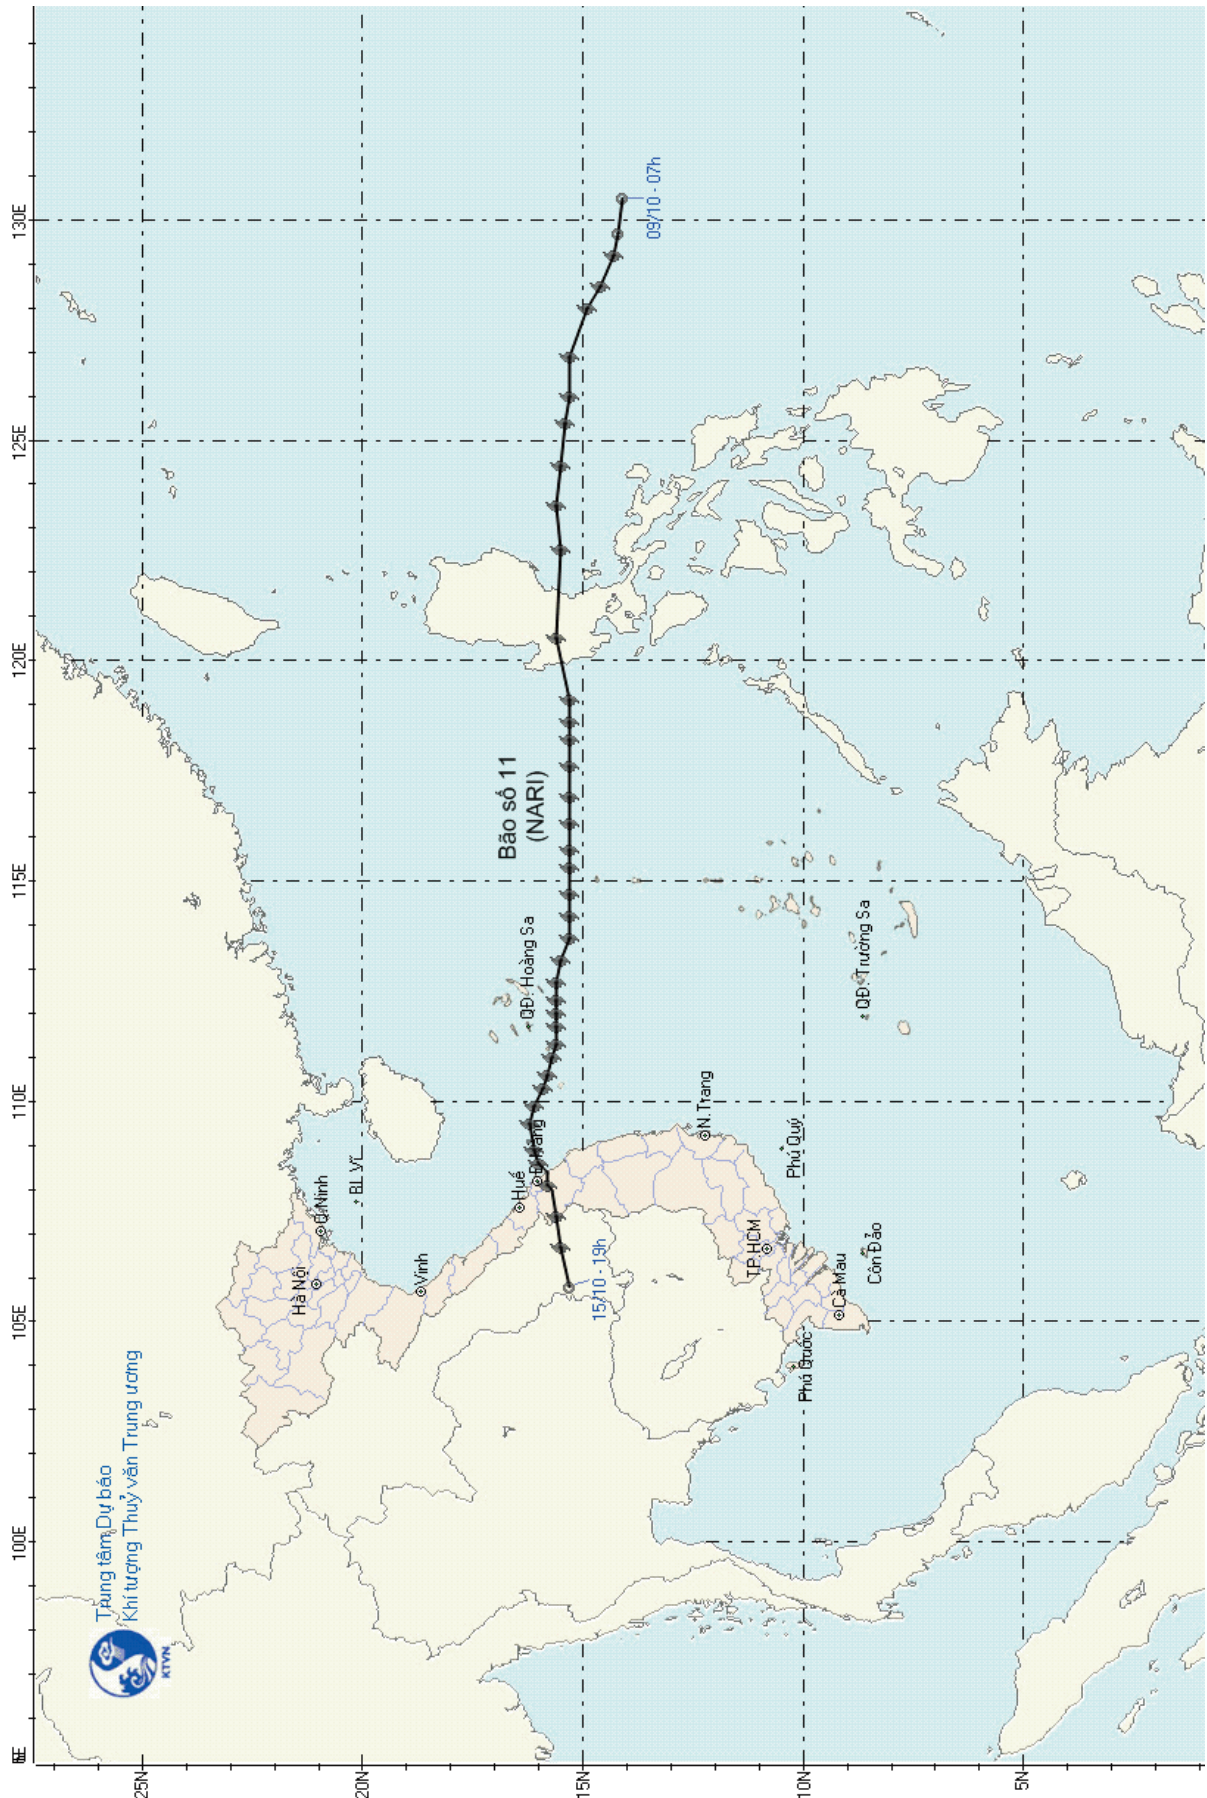 Trung tâm Dự báo
Khí tượng Thuỷ văn Trung ương
KTVN
25N
20N
15N
10N
5N
100E
105E
110E
115E
120E
125E
130E
Hà Nội
Q.Ninh
BL Vĩ
Vinh
Huế
QĐ. Hoàng Sa
Bão số 11
(NARI)
09/10 - 07h
15/10 - 19h
N.Trang
TP.HCM
Phú Quý
Phú Quốc
Cà Mau
Côn Đảo
QĐ. Trường Sa